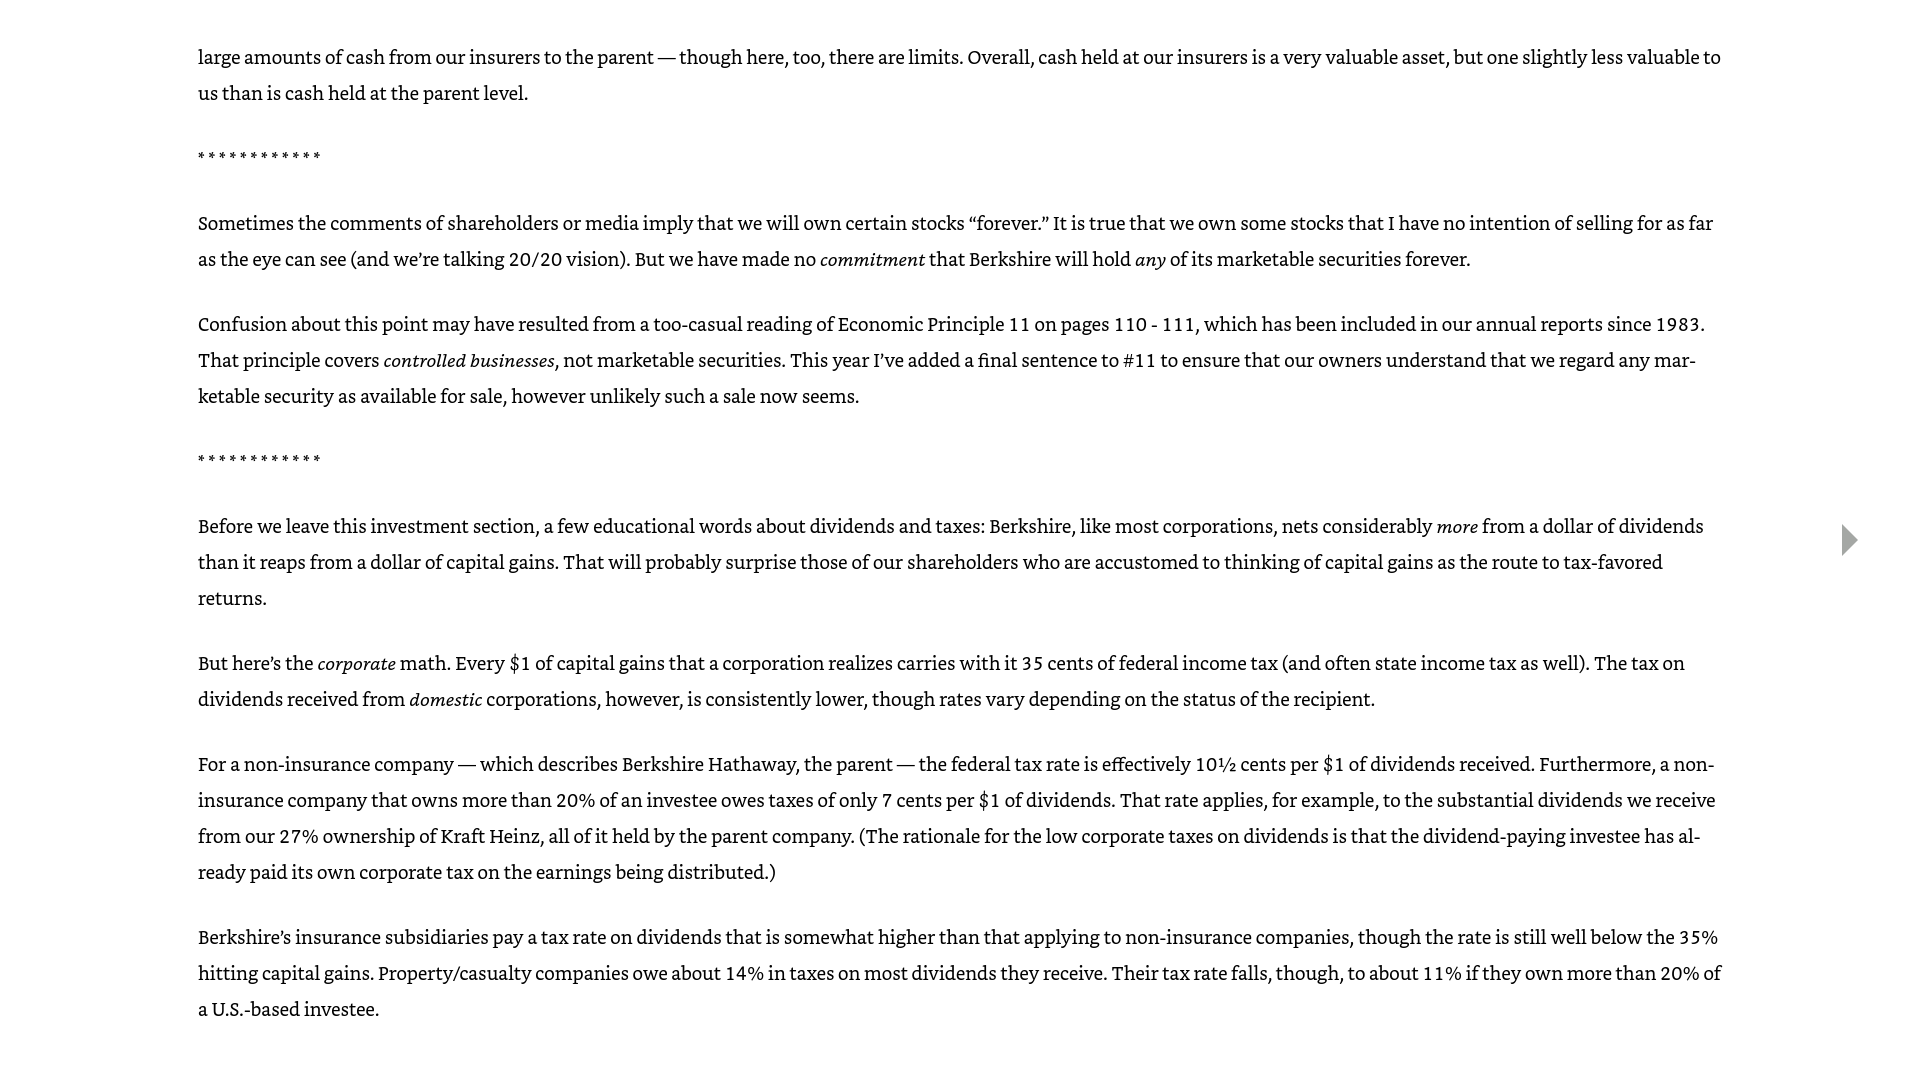 large amounts of cash from our insurers to the parent — though here, too, there are limits. Overall, cash held at our insurers is a very valuable asset, but one slightly less valuable to
us than is cash held at the parent level.
* * * * * * * * * * * *
Sometimes the comments of shareholders or media imply that we will own certain stocks “forever.” It is true that we own some stocks that I have no intention of selling for as far
as the eye can see (and we’re talking 20/20 vision). But we have made no commitment that Berkshire will hold any of its marketable securities forever.
Confusion about this point may have resulted from a too-casual reading of Economic Principle 11 on pages 110 - 111, which has been included in our annual reports since 1983.
That principle covers controlled businesses, not marketable securities. This year I’ve added a final sentence to #11 to ensure that our owners understand that we regard any mar-
ketable security as available for sale, however unlikely such a sale now seems.
* * * * * * * * * * * *
Before we leave this investment section, a few educational words about dividends and taxes: Berkshire, like most corporations, nets considerably more from a dollar of dividends
than it reaps from a dollar of capital gains. That will probably surprise those of our shareholders who are accustomed to thinking of capital gains as the route to tax-favored
returns.
But here’s the corporate math. Every $1 of capital gains that a corporation realizes carries with it 35 cents of federal income tax (and often state income tax as well). The tax on
dividends received from domestic corporations, however, is consistently lower, though rates vary depending on the status of the recipient.
For a non-insurance company — which describes Berkshire Hathaway, the parent — the federal tax rate is effectively 10½ cents per $1 of dividends received. Furthermore, a non-
insurance company that owns more than 20% of an investee owes taxes of only 7 cents per $1 of dividends. That rate applies, for example, to the substantial dividends we receive
from our 27% ownership of Kraft Heinz, all of it held by the parent company. (The rationale for the low corporate taxes on dividends is that the dividend-paying investee has al-
ready paid its own corporate tax on the earnings being distributed.)
Berkshire’s insurance subsidiaries pay a tax rate on dividends that is somewhat higher than that applying to non-insurance companies, though the rate is still well below the 35%
hitting capital gains. Property/casualty companies owe about 14% in taxes on most dividends they receive. Their tax rate falls, though, to about 11% if they own more than 20% of
a U.S.-based investee.